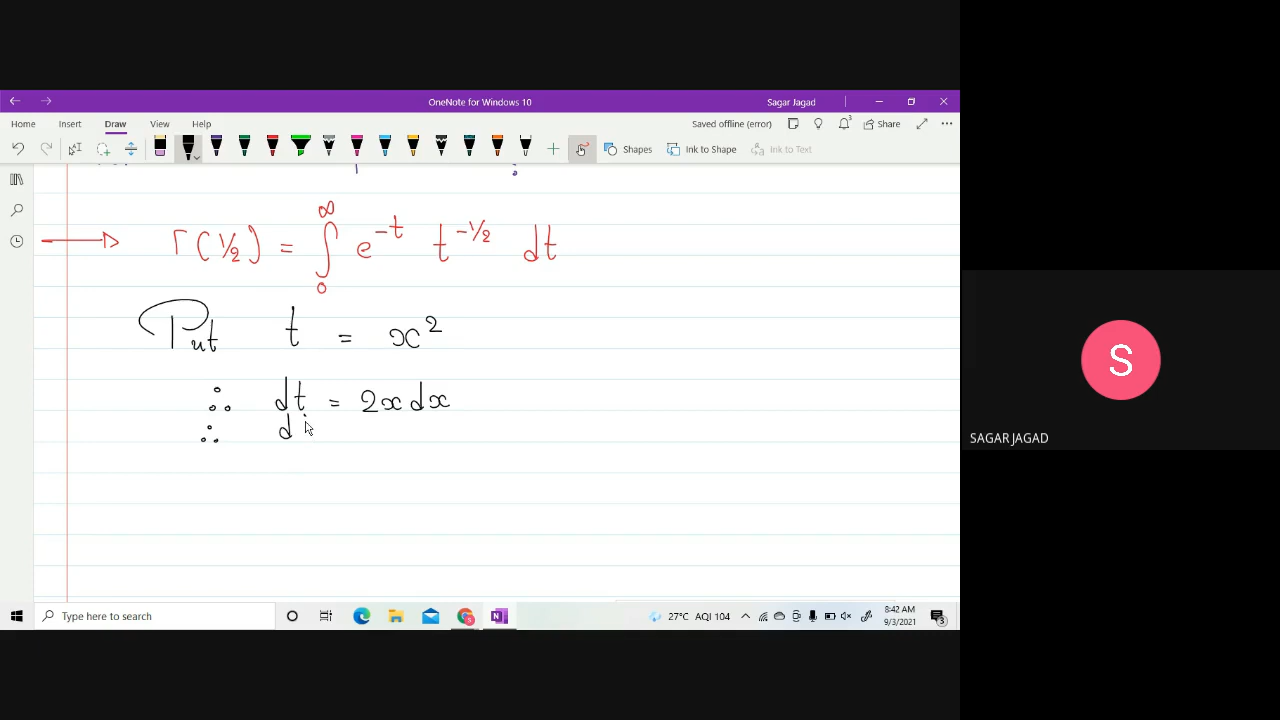 OneNote for Windows 10
Sagar Jagad
Home Insert Draw View Help
Saved offline (error) Share
Shapes Ink to Shape Ink to Text
Γ(1/2) = ∫₀^∞ e^{-t} t^{-1/2} dt
Put t = x²
∴ dt = 2x dx
∴ d
S
SAGAR JAGAD
Type here to search
27°C AQI 104
8:42 AM
9/3/2021
3